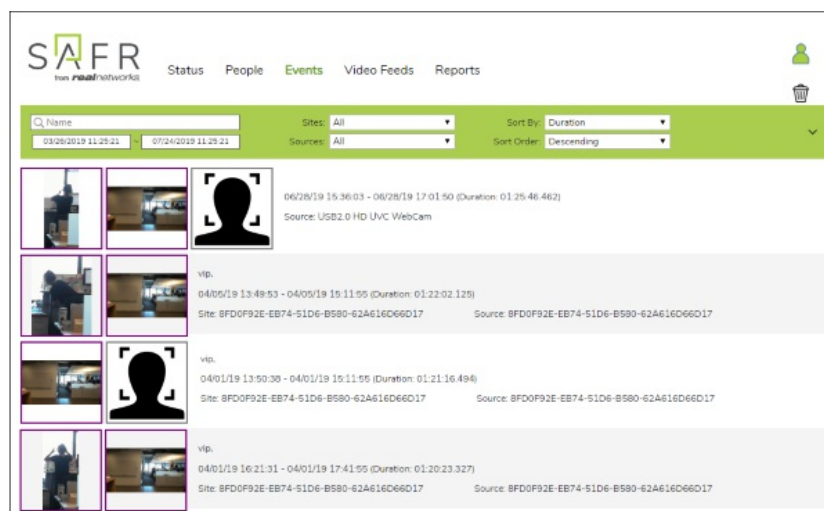 SAFR
from realnetworks
Status People Events Video Feeds Reports
Name
Sites: All
Sort By: Duration
03/26/2019 11:25:21 ~ 07/24/2019 11:25:21
Sources: All
Sort Order: Descending
06/28/19 15:36:03 - 06/28/19 17:01:50 (Duration: 01:25:46.462)
Source: USB2.0 HD UVC WebCam
vip,
04/05/19 13:49:53 - 04/05/19 15:11:55 (Duration: 01:22:02.125)
Site: 8FD0F92E-EB74-51D6-B580-62A616D66D17 Source: 8FD0F92E-EB74-51D6-B580-62A616D66D17
vip,
04/01/19 13:50:38 - 04/01/19 15:11:55 (Duration: 01:21:16.494)
Site: 8FD0F92E-EB74-51D6-B580-62A616D66D17 Source: 8FD0F92E-EB74-51D6-B580-62A616D66D17
vip,
04/01/19 16:21:31 - 04/01/19 17:41:55 (Duration: 01:20:23.327)
Site: 8FD0F92E-EB74-51D6-B580-62A616D66D17 Source: 8FD0F92E-EB74-51D6-B580-62A616D66D17